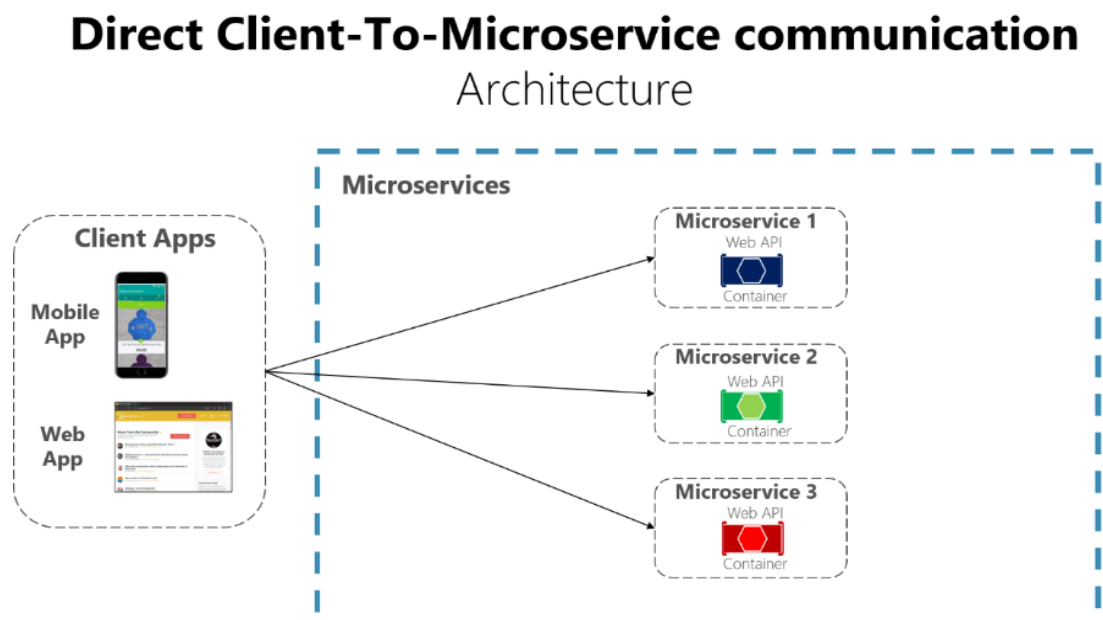 Direct Client-To-Microservice communication
Architecture
Microservices
Client Apps
Mobile
App
Web
App
Microservice 1
Web API
Container
Microservice 2
Web API
Container
Microservice 3
Web API
Container